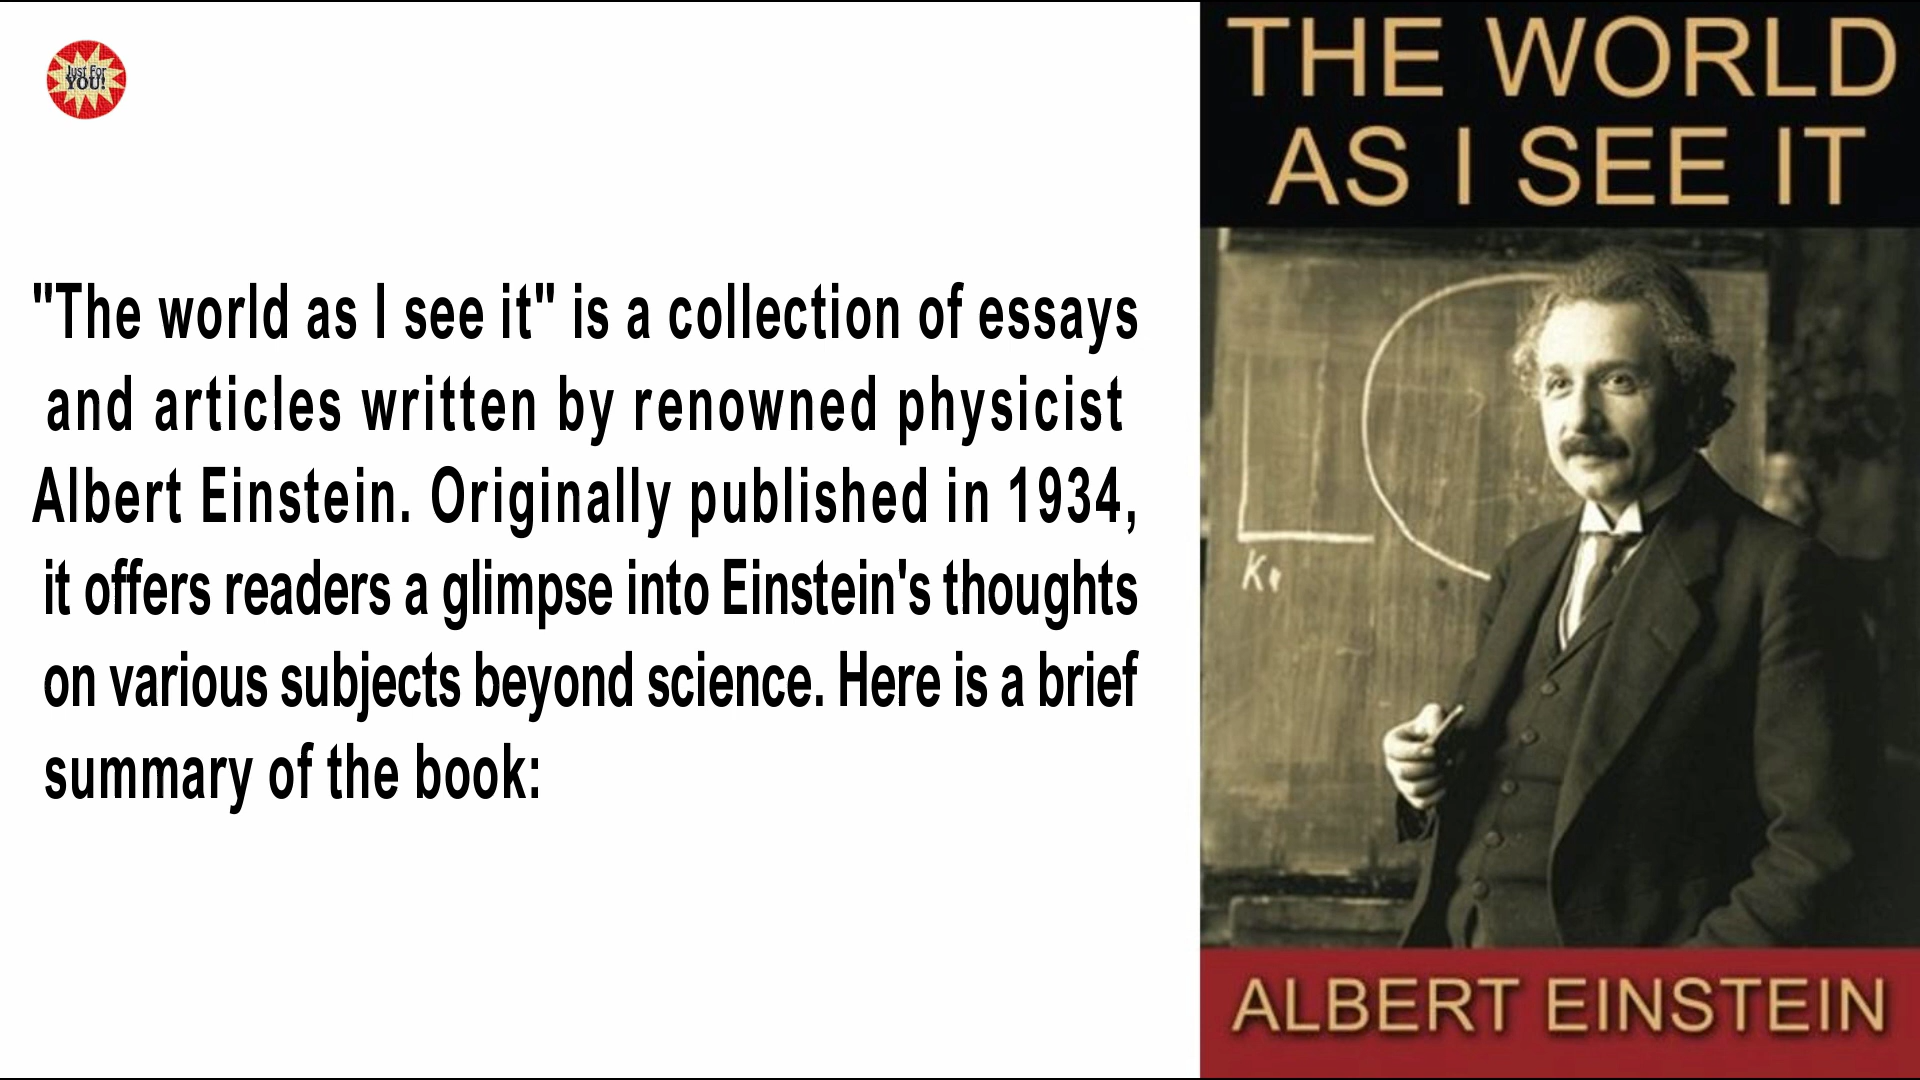 Just For
YOU!
"The world as I see it" is a collection of essays
and articles written by renowned physicist
Albert Einstein. Originally published in 1934,
it offers readers a glimpse into Einstein's thoughts
on various subjects beyond science. Here is a brief
summary of the book:
THE WORLD
AS I SEE IT
K₁
ALBERT EINSTEIN